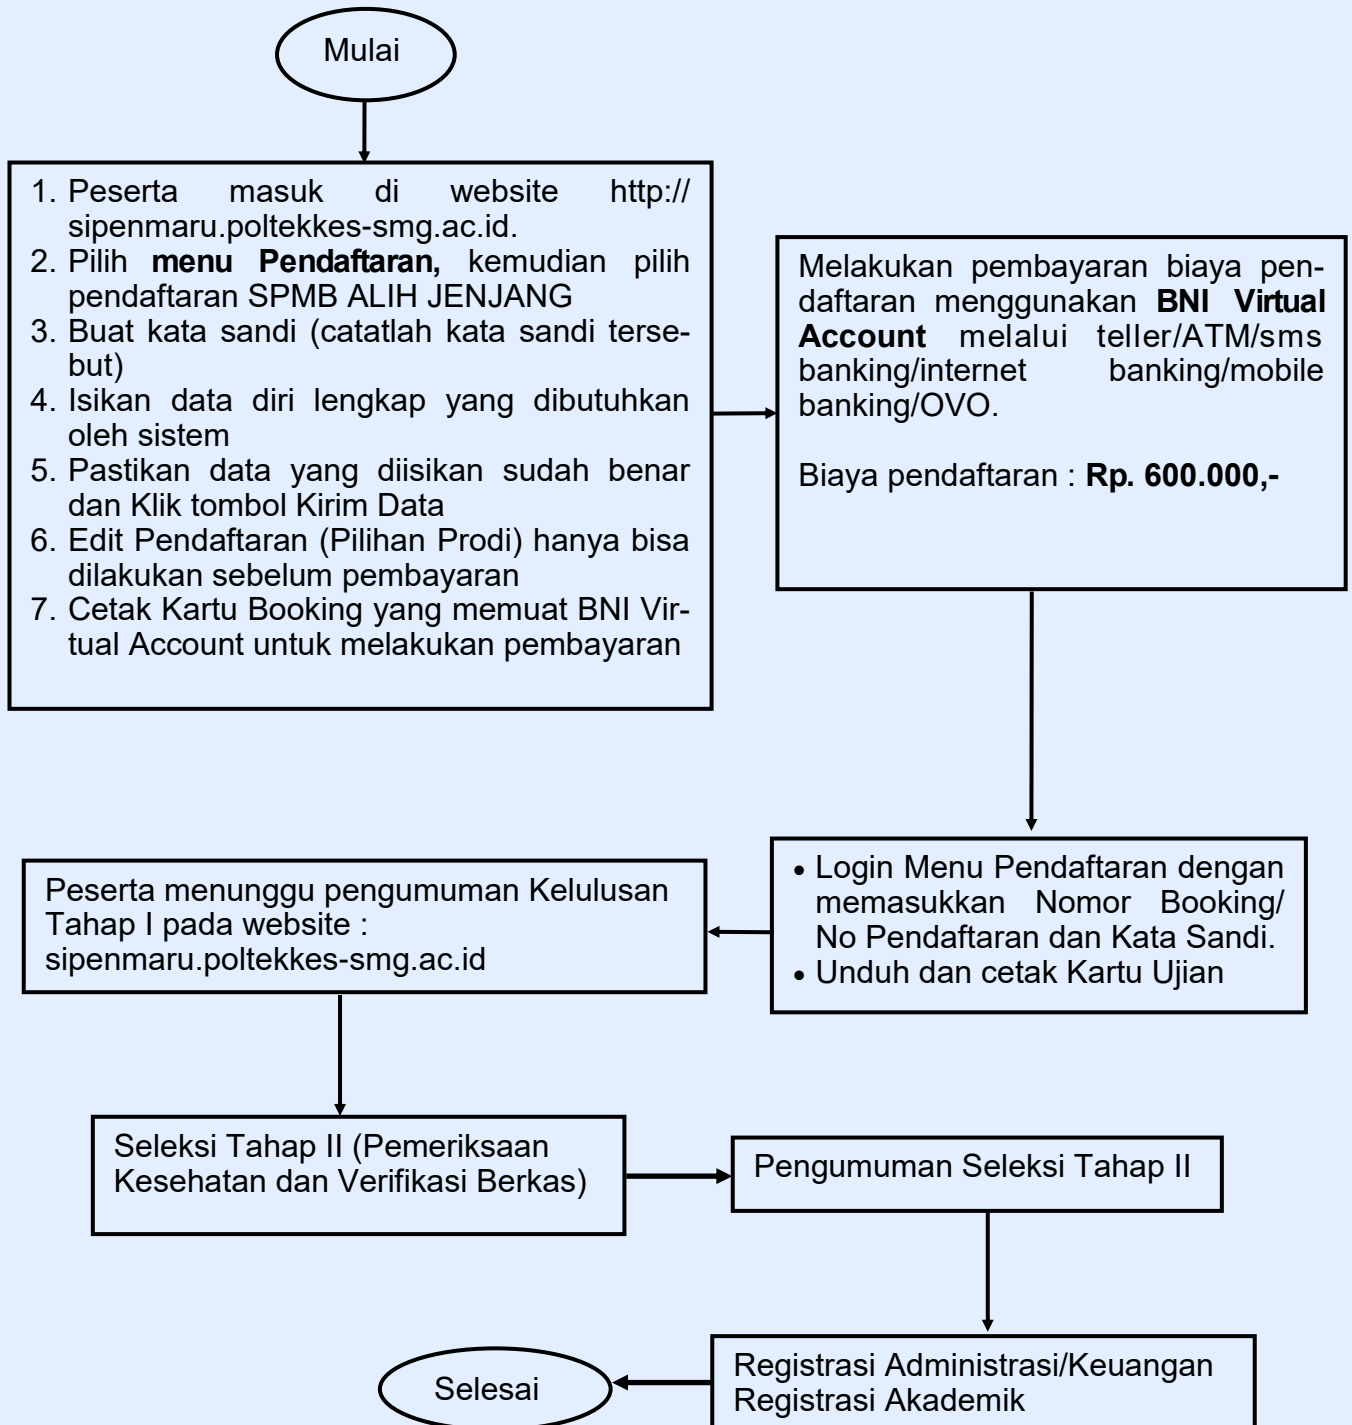 Mulai
1. Peserta masuk di website http://
sipenmaru.poltekkes-smg.ac.id.
2. Pilih menu Pendaftaran, kemudian pilih
pendaftaran SPMB ALIH JENJANG
3. Buat kata sandi (catatlah kata sandi terse-
but)
4. Isikan data diri lengkap yang dibutuhkan
oleh sistem
5. Pastikan data yang diisikan sudah benar
dan Klik tombol Kirim Data
6. Edit Pendaftaran (Pilihan Prodi) hanya bisa
dilakukan sebelum pembayaran
7. Cetak Kartu Booking yang memuat BNI Vir-
tual Account untuk melakukan pembayaran
Melakukan pembayaran biaya pen-
daftaran menggunakan BNI Virtual
Account melalui teller/ATM/sms
banking/internet banking/mobile
banking/OVO.
Biaya pendaftaran : Rp. 600.000,-
• Login Menu Pendaftaran dengan
memasukkan Nomor Booking/
No Pendaftaran dan Kata Sandi.
• Unduh dan cetak Kartu Ujian
Peserta menunggu pengumuman Kelulusan
Tahap I pada website :
sipenmaru.poltekkes-smg.ac.id
Seleksi Tahap II (Pemeriksaan
Kesehatan dan Verifikasi Berkas)
Pengumuman Seleksi Tahap II
Registrasi Administrasi/Keuangan
Registrasi Akademik
Selesai